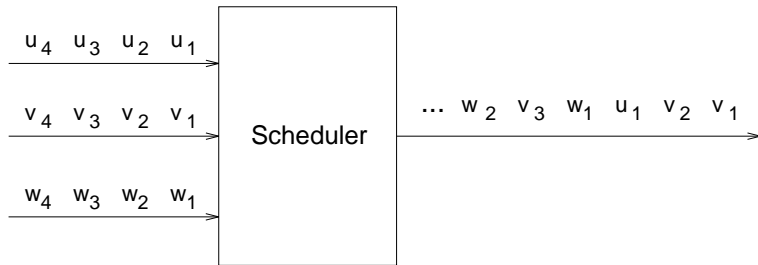 u4 u3 u2 u1
v4 v3 v2 v1
Scheduler
... w2 v3 w1 u1 v2 v1
w4 w3 w2 w1